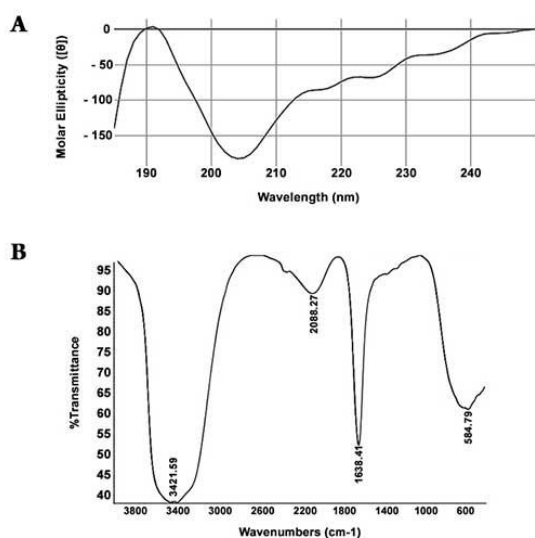 A
Molar Ellipticity ([θ])
0
- 50
- 100
- 150
190 200 210 220 230 240
Wavelength (nm)
B
%Transmittance
95
90
85
80
75
70
65
60
55
50
45
40
3421.59
2088.27
1638.41
584.79
3800 3400 3000 2600 2200 1800 1400 1000 600
Wavenumbers (cm-1)